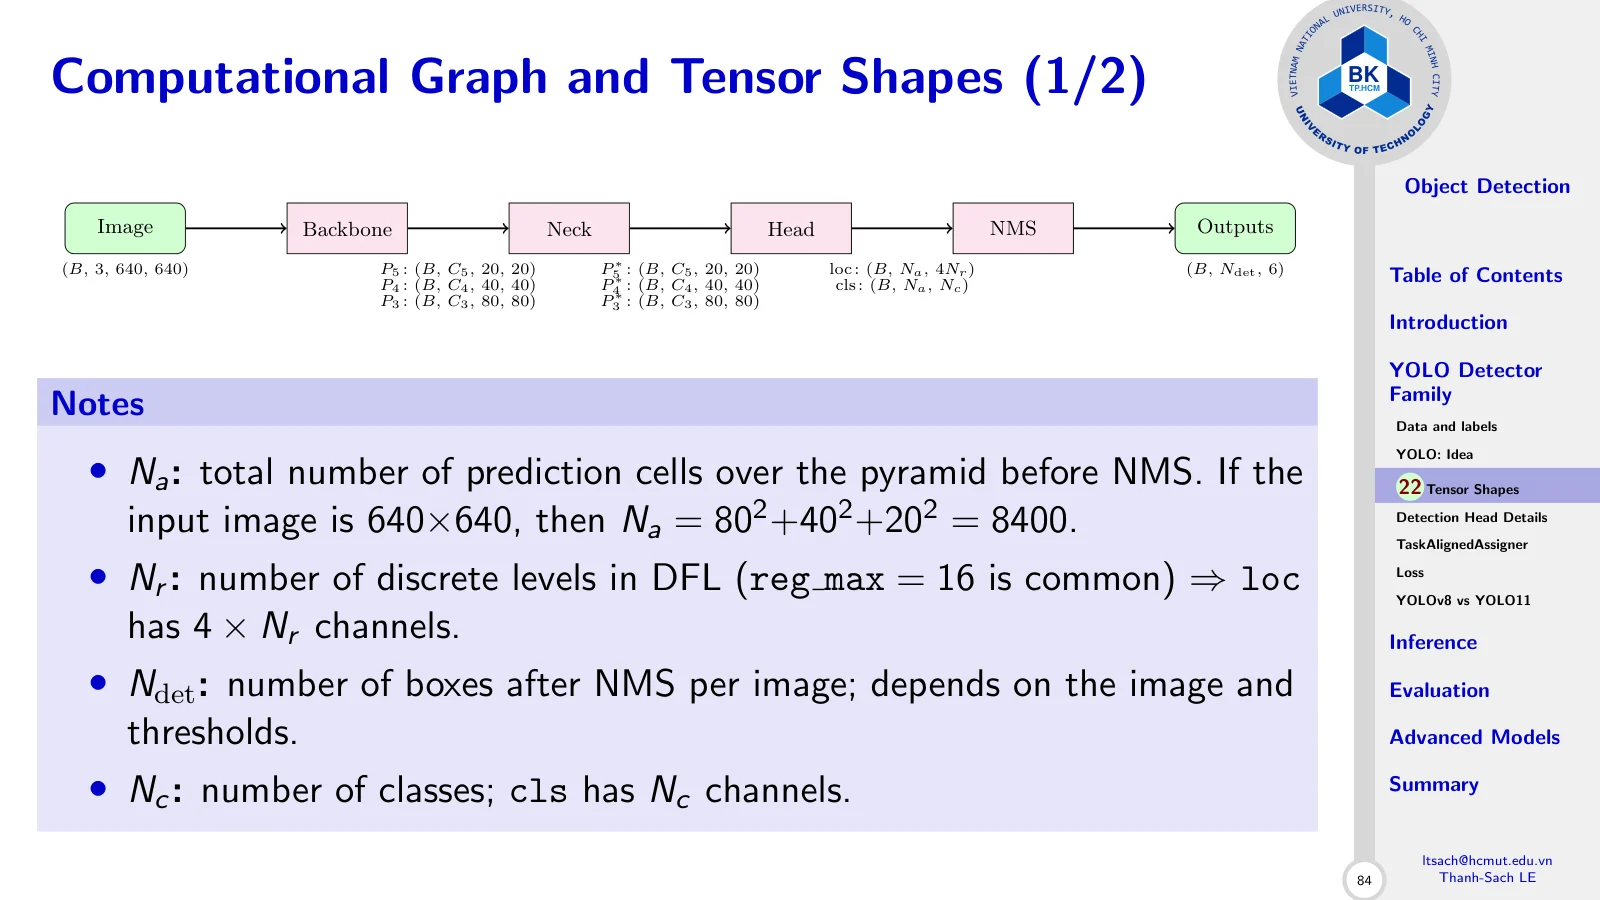 Computational Graph and Tensor Shapes (1/2)
VIETNAM NATIONAL UNIVERSITY, HO CHI MINH CITY
BK
TP.HCM
UNIVERSITY OF TECHNOLOGY
Image
Backbone
Neck
Head
NMS
Outputs
(B, 3, 640, 640)
P₅ : (B, C₅, 20, 20)
P₄ : (B, C₄, 40, 40)
P₃ : (B, C₃, 80, 80)
P₅* : (B, C₅, 20, 20)
P₄* : (B, C₄, 40, 40)
P₃* : (B, C₃, 80, 80)
loc : (B, Nₐ, 4Nᵣ)
cls : (B, Nₐ, N_c)
(B, N_det, 6)
Notes
• Nₐ: total number of prediction cells over the pyramid before NMS. If the
input image is 640×640, then Nₐ = 80²+40²+20² = 8400.
• Nᵣ: number of discrete levels in DFL (reg_max = 16 is common) ⇒ loc
has 4 × Nᵣ channels.
• N_det: number of boxes after NMS per image; depends on the image and
thresholds.
• N_c: number of classes; cls has N_c channels.
Object Detection
Table of Contents
Introduction
YOLO Detector
Family
Data and labels
YOLO: Idea
22 Tensor Shapes
Detection Head Details
TaskAlignedAssigner
Loss
YOLOv8 vs YOLO11
Inference
Evaluation
Advanced Models
Summary
ltsach@hcmut.edu.vn
Thanh-Sach LE
84